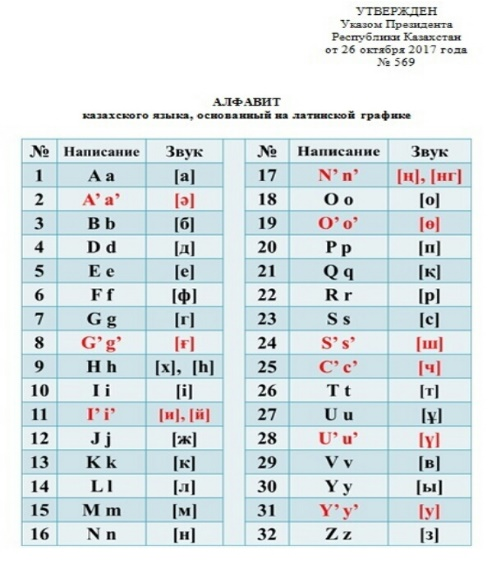 УТВЕРЖДЕН
Указом Президента
Республики Казахстан
от 26 октября 2017 года
№ 569
АЛФАВИТ
казахского языка, основанный на латинской графике
№ Написание Звук № Написание Звук
1 A a [а] 17 N’ n’ [ң], [нг]
2 A’ a’ [ә] 18 O o [о]
3 B b [б] 19 O’ o’ [ө]
4 D d [д] 20 P p [п]
5 E e [е] 21 Q q [қ]
6 F f [ф] 22 R r [р]
7 G g [г] 23 S s [с]
8 G’ g’ [ғ] 24 S’ s’ [ш]
9 H h [х], [h] 25 C’ c’ [ч]
10 I i [і] 26 T t [т]
11 I’ i’ [и], [й] 27 U u [ұ]
12 J j [ж] 28 U’ u’ [ү]
13 K k [к] 29 V v [в]
14 L l [л] 30 Y y [ы]
15 M m [м] 31 Y’ y’ [у]
16 N n [н] 32 Z z [з]